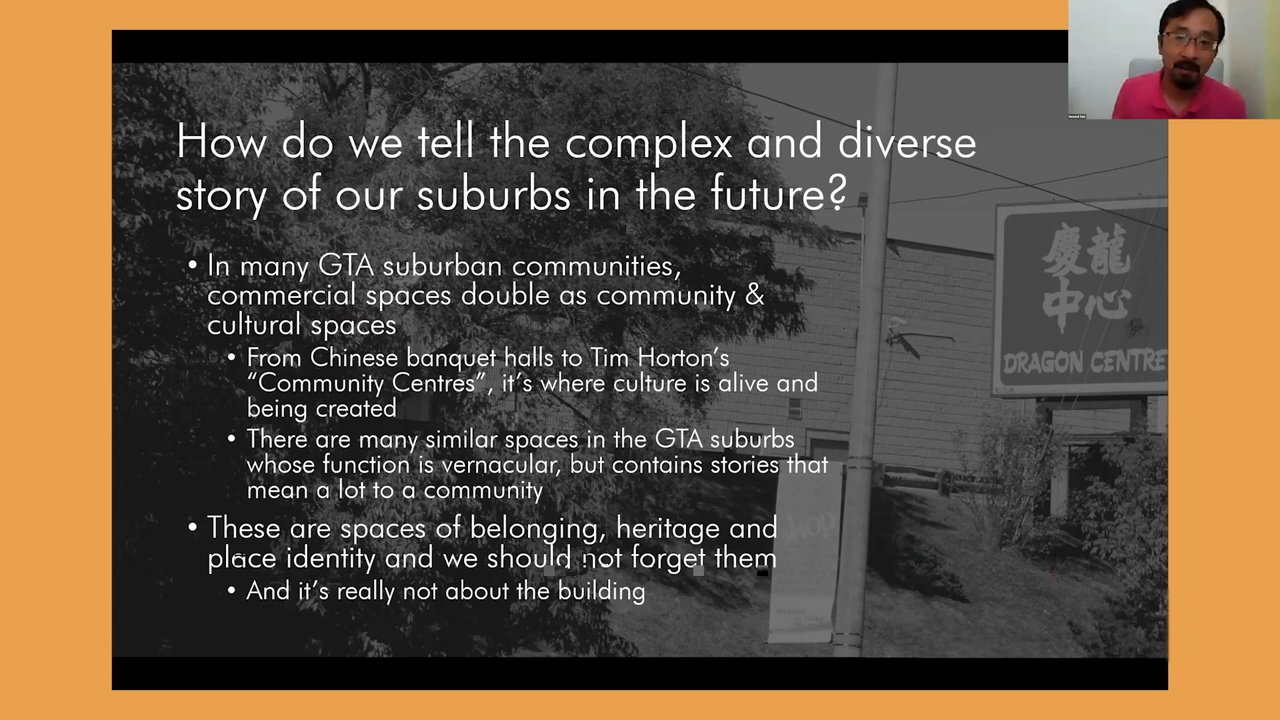 How do we tell the complex and diverse
story of our suburbs in the future?
• In many GTA suburban communities,
commercial spaces double as community &
cultural spaces
• From Chinese banquet halls to Tim Horton's
“Community Centres”, it's where culture is alive and
being created
• There are many similar spaces in the GTA suburbs
whose function is vernacular, but contains stories that
mean a lot to a community
• These are spaces of belonging, heritage and
place identity and we should not forget them
• And it's really not about the building
慶龍
中心
DRAGON CENTRE